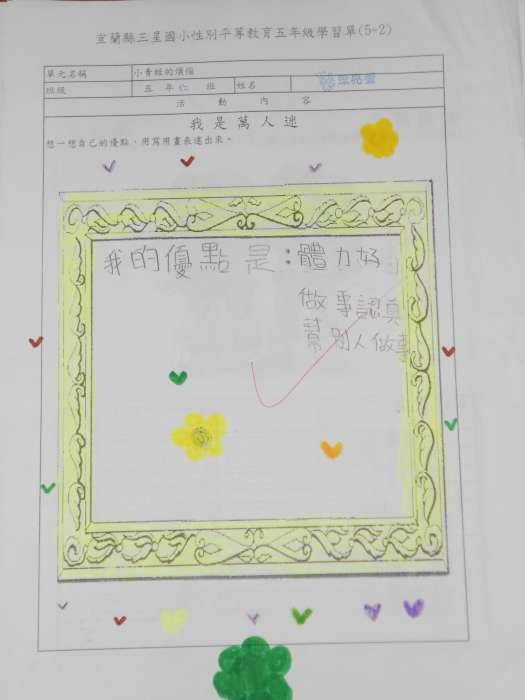 宜蘭縣三星國小性別平等教育五年級學習單(5-2)
單元名稱 小青蛙的煩惱
班級 五 年 仁 班 姓名
活 動 內 容
我是萬人迷
想一想自己的優點，用寫用畫表達出來。
我的優點是:體力好
做事認真
幫別人做事